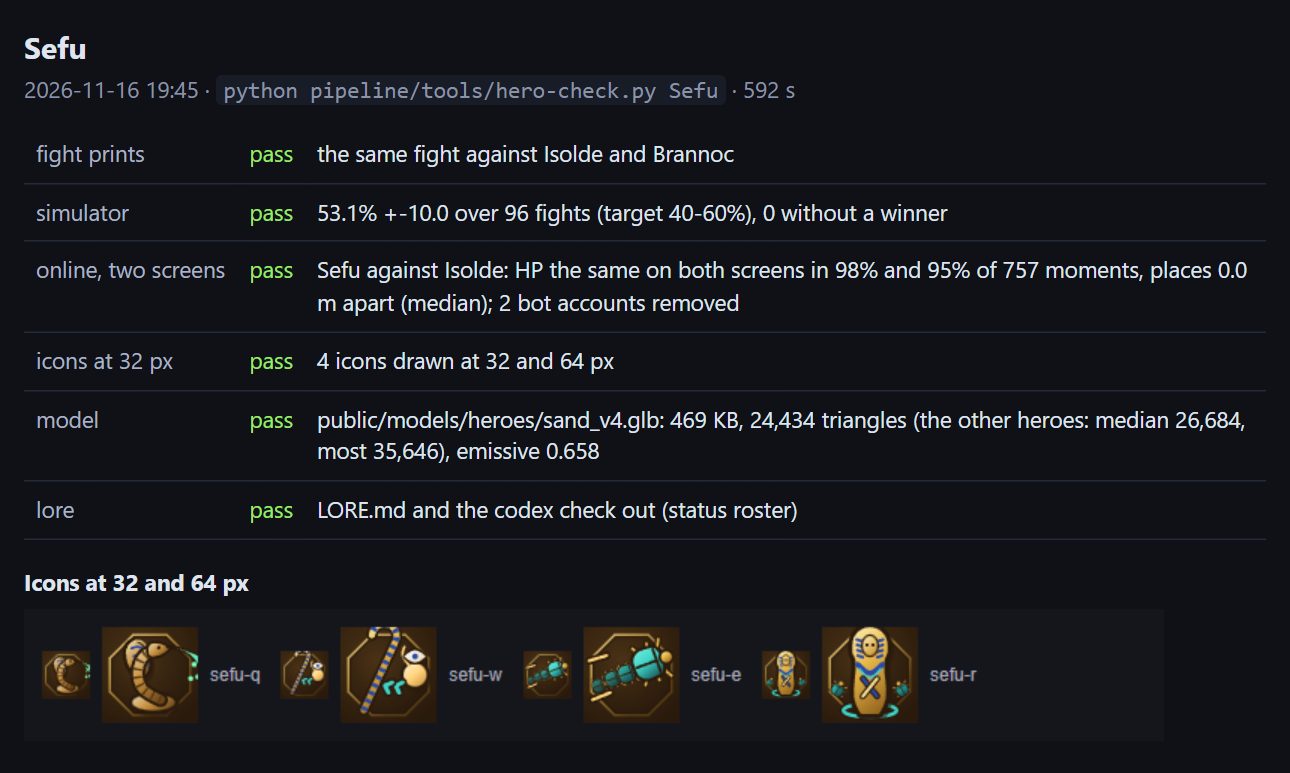 Sefu
2026-11-16 19:45 · python pipeline/tools/hero-check.py Sefu · 592 s
fight prints pass the same fight against Isolde and Brannoc
simulator pass 53.1% +-10.0 over 96 fights (target 40-60%), 0 without a winner
online, two screens pass Sefu against Isolde: HP the same on both screens in 98% and 95% of 757 moments, places 0.0
m apart (median); 2 bot accounts removed
icons at 32 px pass 4 icons drawn at 32 and 64 px
model pass public/models/heroes/sand_v4.glb: 469 KB, 24,434 triangles (the other heroes: median 26,684,
most 35,646), emissive 0.658
lore pass LORE.md and the codex check out (status roster)
Icons at 32 and 64 px
sefu-q sefu-w sefu-e sefu-r